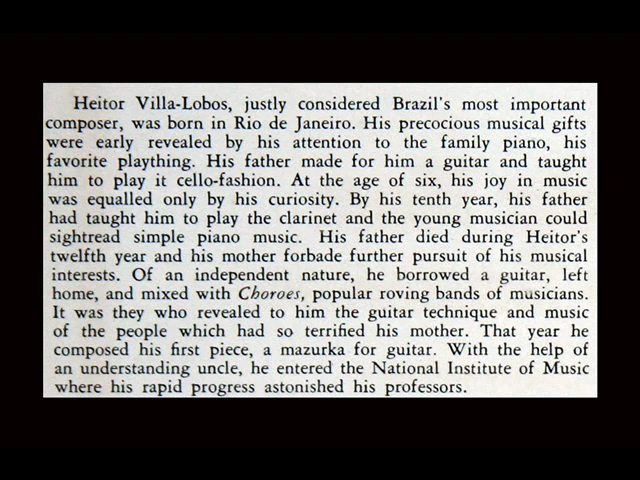 Heitor Villa-Lobos, justly considered Brazil's most important
composer, was born in Rio de Janeiro. His precocious musical gifts
were early revealed by his attention to the family piano, his
favorite plaything. His father made for him a guitar and taught
him to play it cello-fashion. At the age of six, his joy in music
was equalled only by his curiosity. By his tenth year, his father
had taught him to play the clarinet and the young musician could
sightread simple piano music. His father died during Heitor's
twelfth year and his mother forbade further pursuit of his musical
interests. Of an independent nature, he borrowed a guitar, left
home, and mixed with Choroes, popular roving bands of musicians.
It was they who revealed to him the guitar technique and music
of the people which had so terrified his mother. That year he
composed his first piece, a mazurka for guitar. With the help of
an understanding uncle, he entered the National Institute of Music
where his rapid progress astonished his professors.